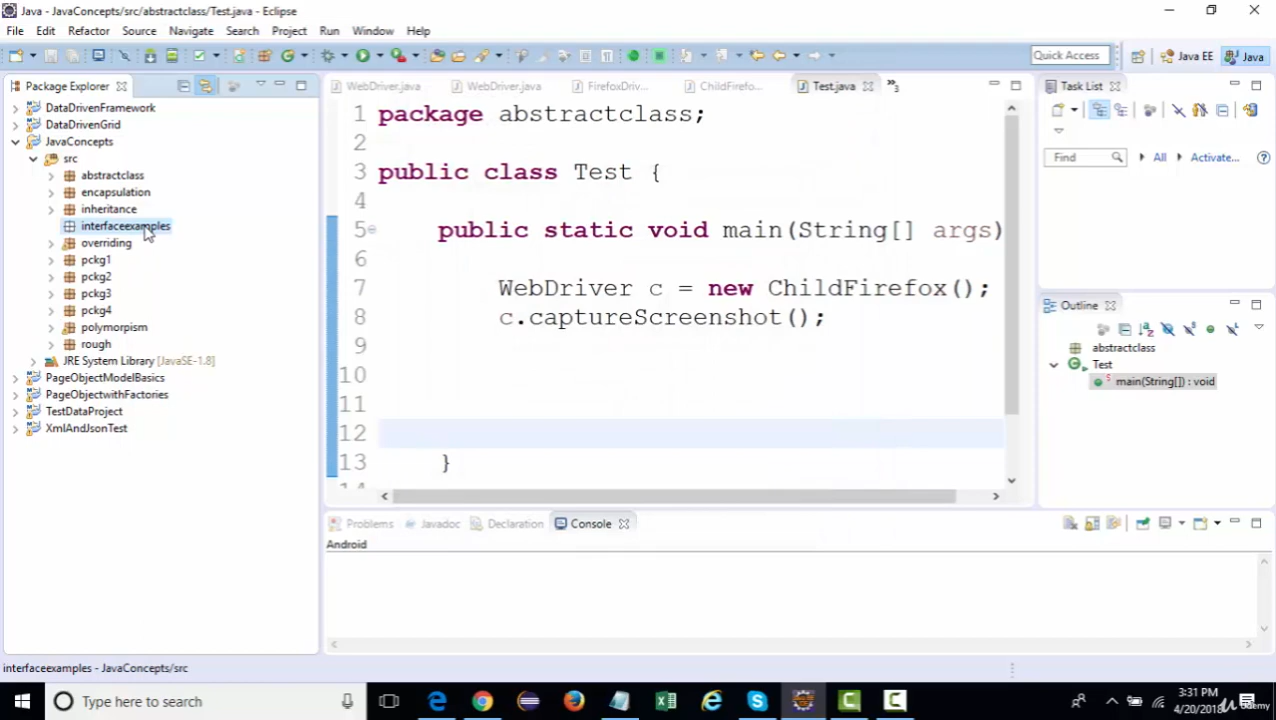 Java - JavaConcepts/src/abstractclass/Test.java - Eclipse
File Edit Refactor Source Navigate Search Project Run Window Help
Quick Access
Java EE
Java
Package Explorer
DataDrivenFramework
DataDrivenGrid
JavaConcepts
src
abstractclass
encapsulation
inheritance
interfaceexamples
overriding
pckg1
pckg2
pckg3
pckg4
polymorpism
rough
JRE System Library [JavaSE-1.8]
PageObjectModelBasics
PageObjectwithFactories
TestDataProject
XmlAndJsonTest
WebDriver.java WebDriver.java FirefoxDriv... ChildFirefo... Test.java »3
1 package abstractclass;
2
3 public class Test {
4
5 public static void main(String[] args)
6
7 WebDriver c = new ChildFirefox();
8 c.captureScreenshot();
9
10
11
12
13 }
14
Task List
Find All Activate...
Outline
abstractclass
Test
main(String[]) : void
Problems Javadoc Declaration Console
Android
interfaceexamples - JavaConcepts/src
Type here to search
3:31 PM
4/20/2018
Udemy